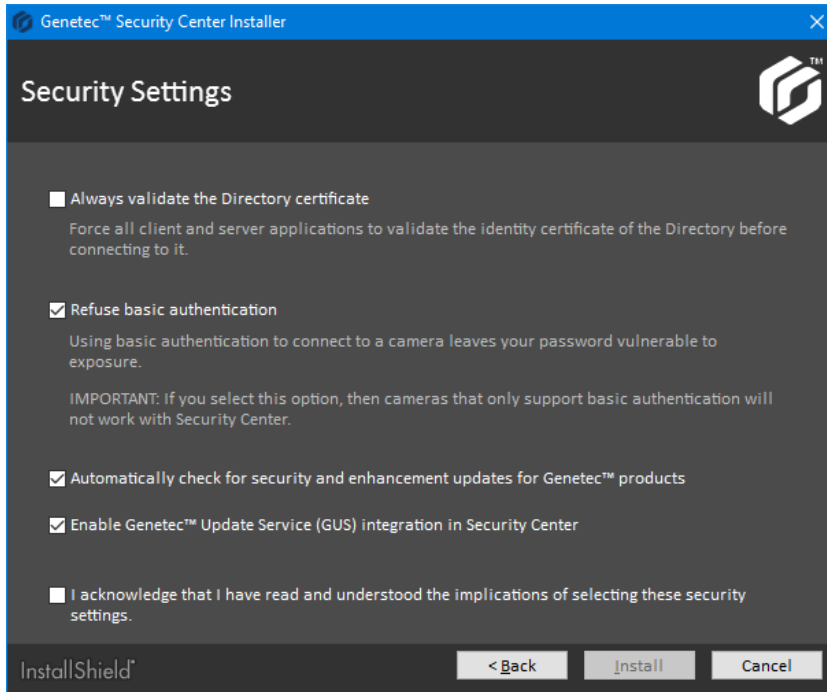 Genetec™ Security Center Installer
Security Settings
TM
Always validate the Directory certificate
Force all client and server applications to validate the identity certificate of the Directory before
connecting to it.
Refuse basic authentication
Using basic authentication to connect to a camera leaves your password vulnerable to
exposure.
IMPORTANT: If you select this option, then cameras that only support basic authentication will
not work with Security Center.
Automatically check for security and enhancement updates for Genetec™ products
Enable Genetec™ Update Service (GUS) integration in Security Center
I acknowledge that I have read and understood the implications of selecting these security
settings.
InstallShield
< Back
Install
Cancel